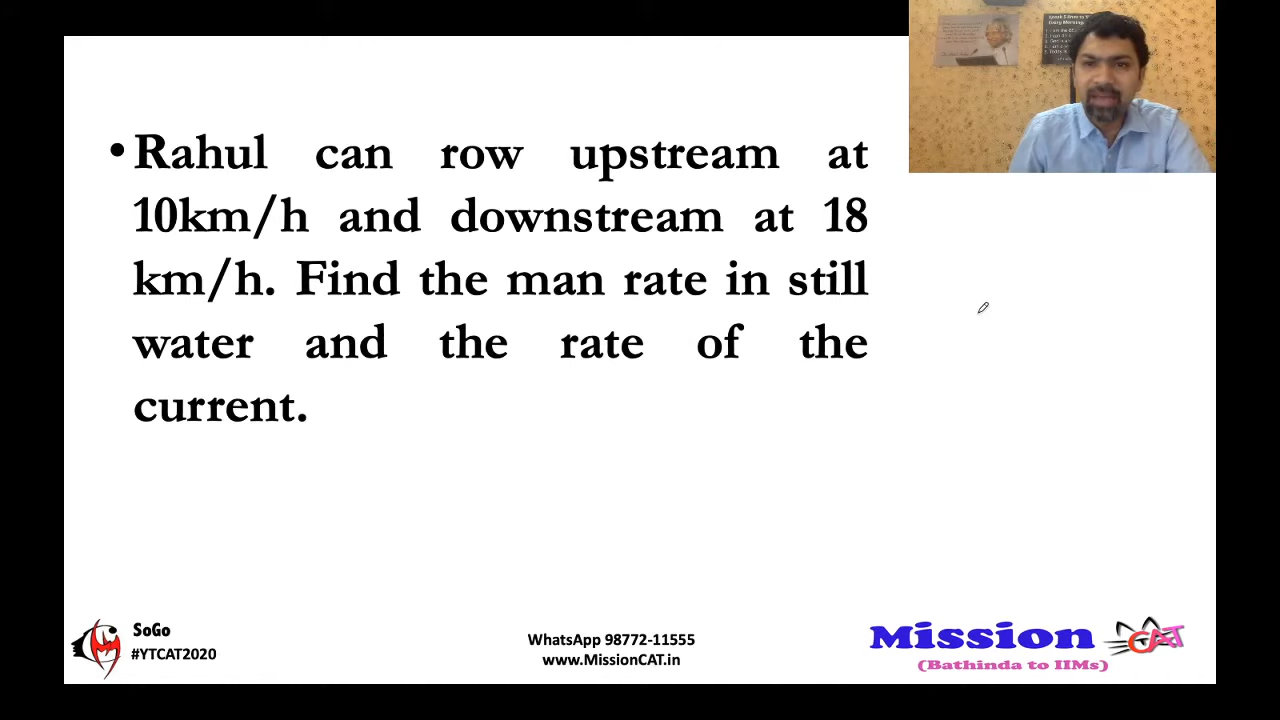 •Rahul can row upstream at
10km/h and downstream at 18
km/h. Find the man rate in still
water and the rate of the
current.
SoGo
#YTCAT2020
WhatsApp 98772-11555
www.MissionCAT.in
Mission CAT
(Bathinda to IIMs)